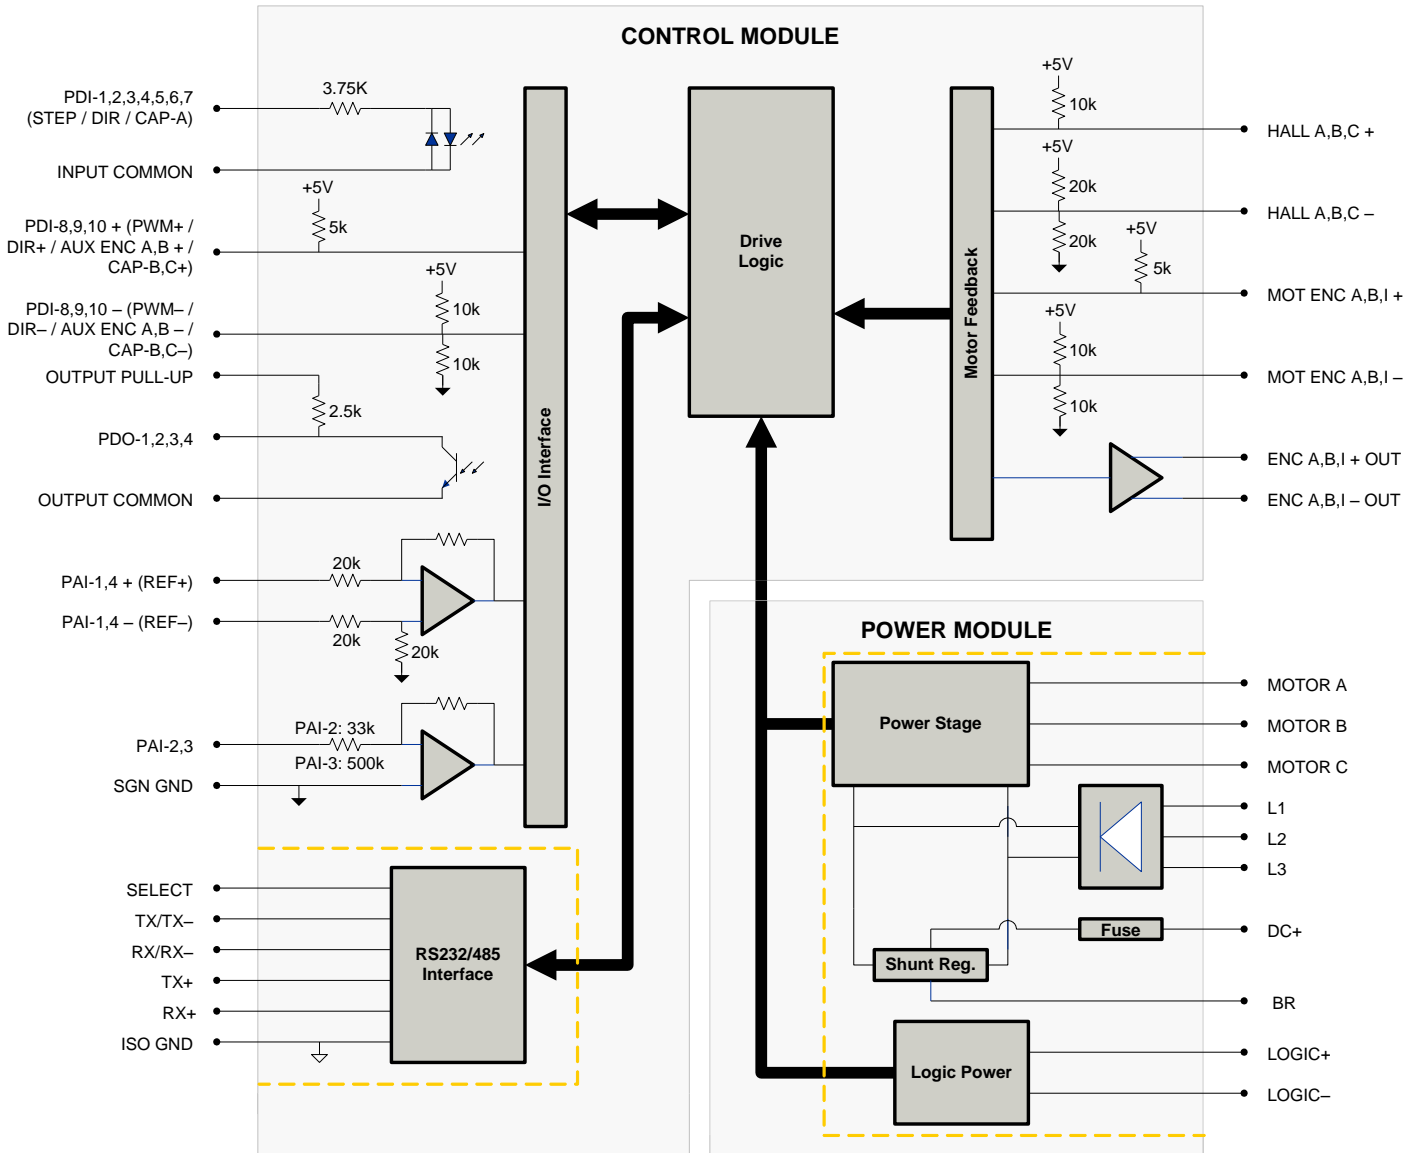 CONTROL MODULE
PDI-1,2,3,4,5,6,7
(STEP / DIR / CAP-A)
3.75K
INPUT COMMON
+5V
5k
PDI-8,9,10 + (PWM+ /
DIR+ / AUX ENC A,B + /
CAP-B,C+)
+5V
10k
10k
PDI-8,9,10 – (PWM– /
DIR– / AUX ENC A,B – /
CAP-B,C–)
OUTPUT PULL-UP
2.5k
PDO-1,2,3,4
OUTPUT COMMON
PAI-1,4 + (REF+)
20k
PAI-1,4 – (REF–)
20k
20k
PAI-2,3
PAI-2: 33k
PAI-3: 500k
SGN GND
I/O Interface
Drive
Logic
Motor Feedback
+5V
10k
HALL A,B,C +
+5V
20k
20k
HALL A,B,C –
+5V
5k
MOT ENC A,B,I +
+5V
10k
10k
MOT ENC A,B,I –
ENC A,B,I + OUT
ENC A,B,I – OUT
SELECT
TX/TX–
RX/RX–
TX+
RX+
ISO GND
RS232/485
Interface
POWER MODULE
Power Stage
MOTOR A
MOTOR B
MOTOR C
L1
L2
L3
Fuse
DC+
Shunt Reg.
BR
Logic Power
LOGIC+
LOGIC–